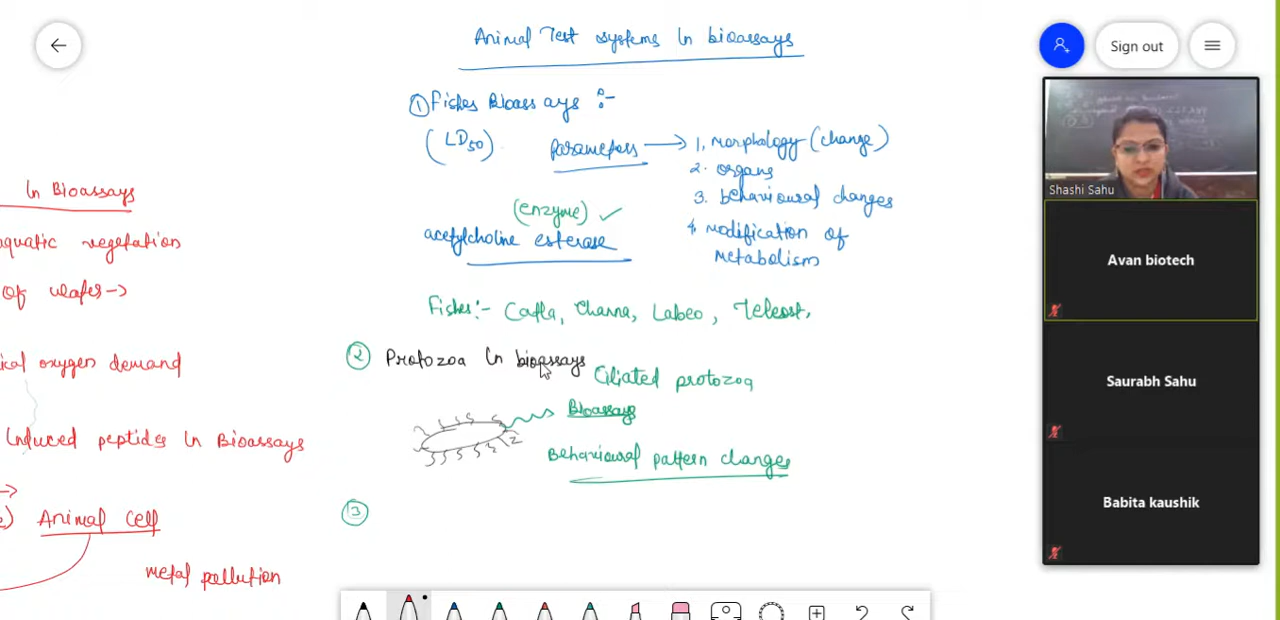 Animal Test systems In bioassays
Sign out
① Fishes Bioassays :-
(LD50)
Parameters → 1. morphology (change)
2. organs
3. behavioural changes
4. modification of metabolism
(enzyme) ✓
acetylcholine esterase
Fishes:- Catla, Channa, Labeo, Teleost.
② Protozoa In bioassays
Ciliated protozoa
Bioassays
Behavioural pattern changes
③
In Bioassays
aquatic vegetation
of water→
ical oxygen demand
Induced peptides In Bioassays
Animal Cell
metal pollution
Shashi Sahu
Avan biotech
Saurabh Sahu
Babita kaushik